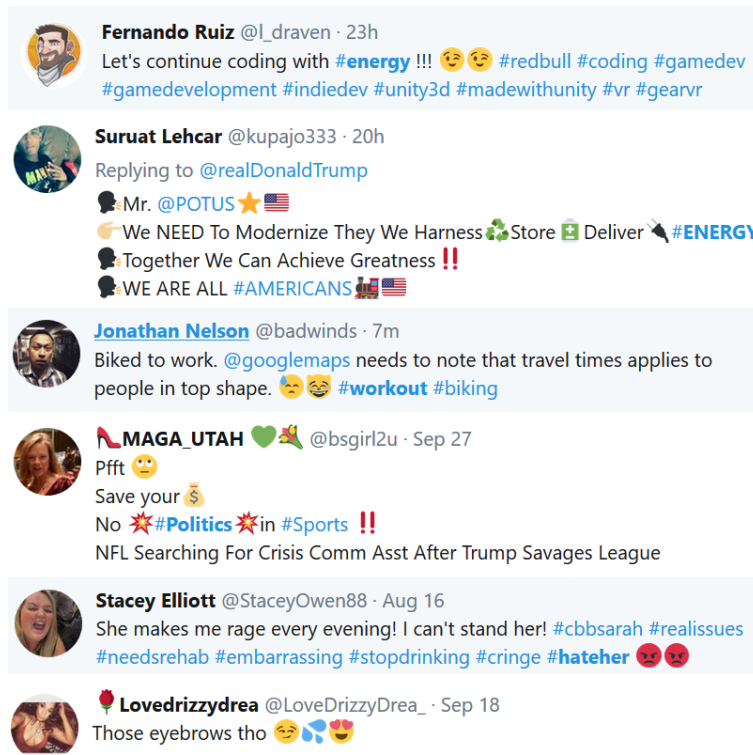 Fernando Ruiz @l_draven · 23h
Let's continue coding with #energy !!! 😉😉 #redbull #coding #gamedev
#gamedevelopment #indiedev #unity3d #madewithunity #vr #gearvr
Suruat Lehcar @kupajo333 · 20h
Replying to @realDonaldTrump
🗣Mr. @POTUS⭐🇺🇸
👉🏼We NEED To Modernize They We Harness♻Store🔋Deliver🔌#ENERGY
🗣Together We Can Achieve Greatness‼
🗣WE ARE ALL #AMERICANS🚂🇺🇸
Jonathan Nelson @badwinds · 7m
Biked to work. @googlemaps needs to note that travel times applies to
people in top shape. 😓😸 #workout #biking
👠MAGA_UTAH 💚💐 @bsgirl2u · Sep 27
Pfft 🙄
Save your💰
No 💥#Politics💥in #Sports ‼
NFL Searching For Crisis Comm Asst After Trump Savages League
Stacey Elliott @StaceyOwen88 · Aug 16
She makes me rage every evening! I can't stand her! #cbbsarah #realissues
#needsrehab #embarrassing #stopdrinking #cringe #hateher 😡😡
🌹Lovedrizzydrea @LoveDrizzyDrea_ · Sep 18
Those eyebrows tho 😏💦😍